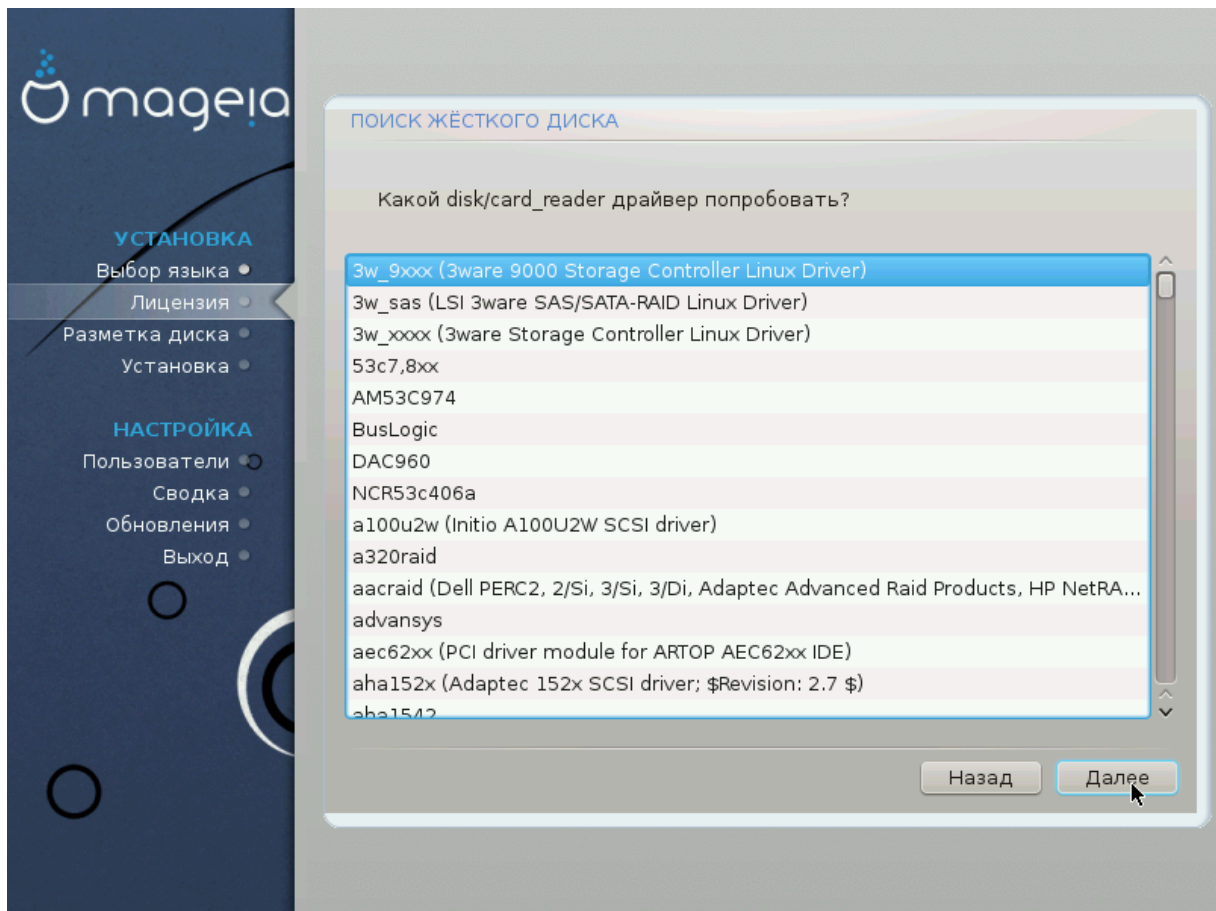 mageia
УСТАНОВКА
Выбор языка
Лицензия
Разметка диска
Установка
НАСТРОЙКА
Пользователи
Сводка
Обновления
Выход
ПОИСК ЖЁСТКОГО ДИСКА
Какой disk/card_reader драйвер попробовать?
3w_9xxx (3ware 9000 Storage Controller Linux Driver)
3w_sas (LSI 3ware SAS/SATA-RAID Linux Driver)
3w_xxxx (3ware Storage Controller Linux Driver)
53c7,8xx
AM53C974
BusLogic
DAC960
NCR53c406a
a100u2w (Initio A100U2W SCSI driver)
a320raid
aacraid (Dell PERC2, 2/Si, 3/Si, 3/Di, Adaptec Advanced Raid Products, HP NetRA...
advansys
aec62xx (PCI driver module for ARTOP AEC62xx IDE)
aha152x (Adaptec 152x SCSI driver; $Revision: 2.7 $)
aha1542
Назад
Далее